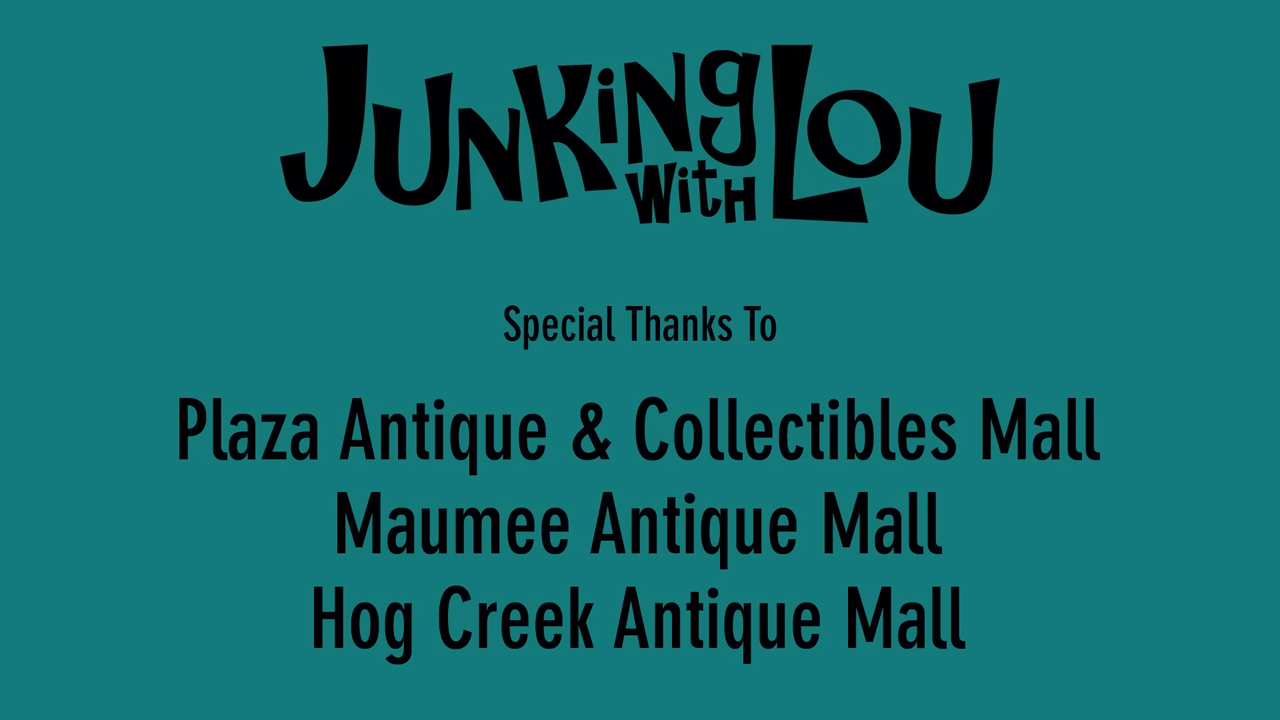 JUNKiNg WitH LOU
Special Thanks To
Plaza Antique & Collectibles Mall
Maumee Antique Mall
Hog Creek Antique Mall